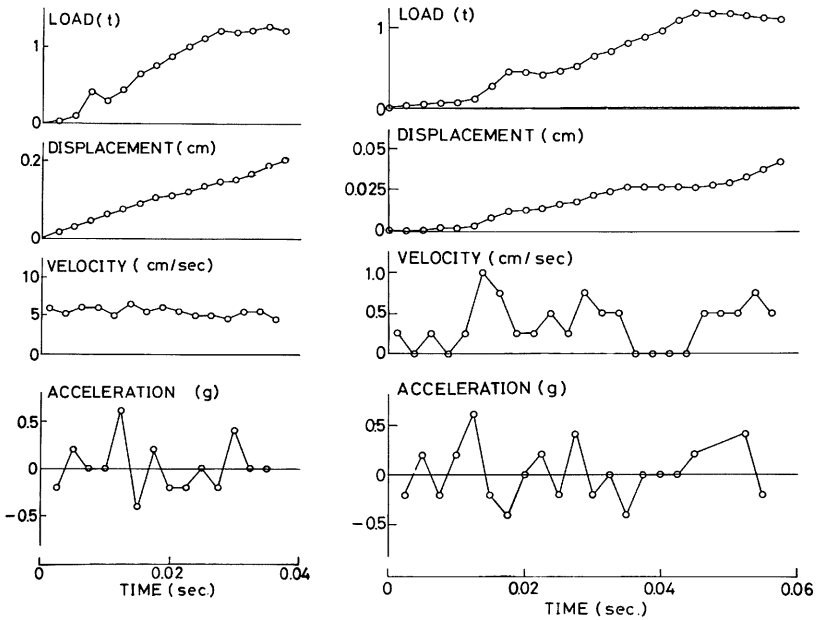 LOAD(t)
1
0
DISPLACEMENT(cm)
0.2
0
VELOCITY (cm/sec)
10
5
0
ACCELERATION (g)
0.5
0
-0.5
0 0.02 0.04
TIME (sec.)
LOAD (t)
1
0
DISPLACEMENT(cm)
0.05
0.025
0
VELOCITY (cm/sec)
1.0
0.5
0
ACCELERATION (g)
0.5
0
-0.5
0 0.02 0.04 0.06
TIME (sec.)